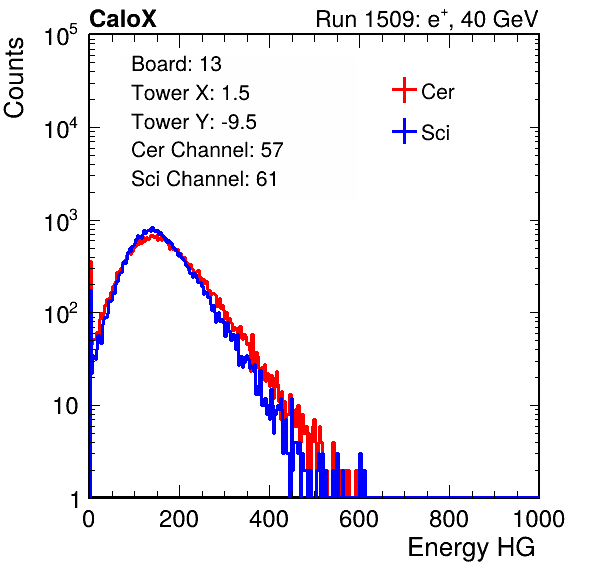 CaloX Run 1509: e⁺, 40 GeV
Counts
Board: 13
Tower X: 1.5
Tower Y: -9.5
Cer Channel: 57
Sci Channel: 61
Cer
Sci
10⁵
10⁴
10³
10²
10
1
0 200 400 600 800 1000
Energy HG